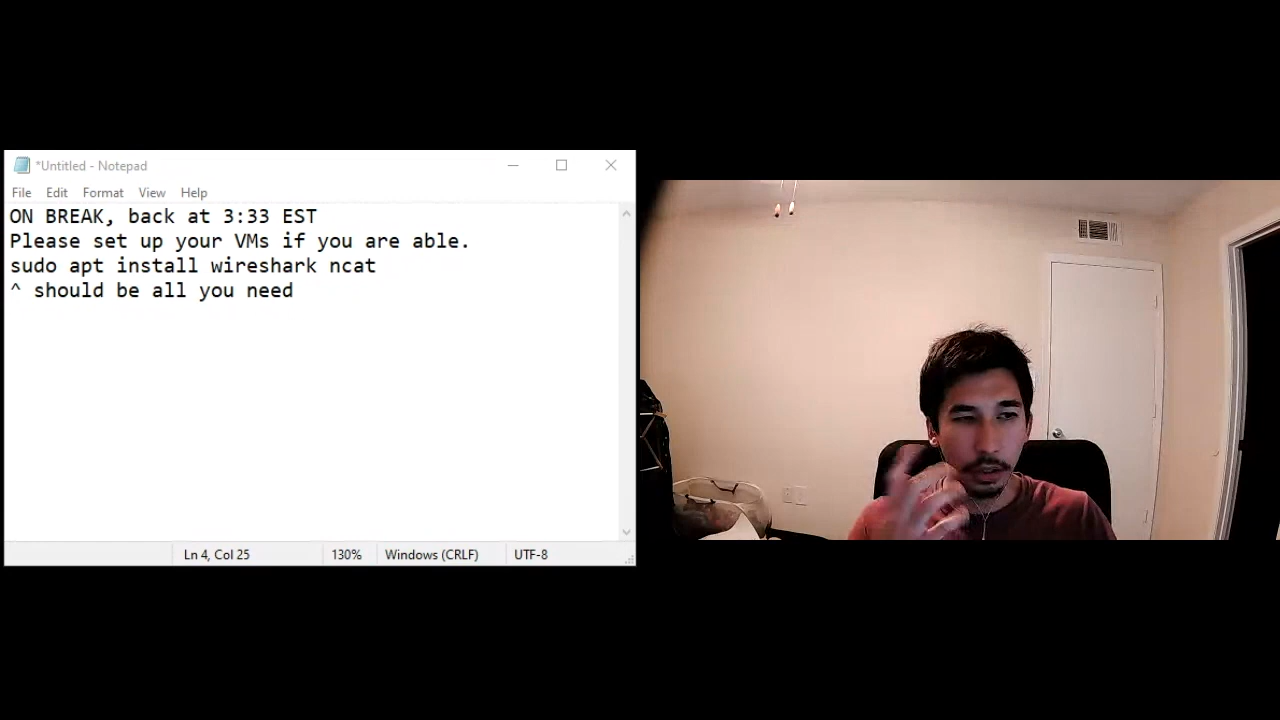 *Untitled - Notepad
File Edit Format View Help
ON BREAK, back at 3:33 EST
Please set up your VMs if you are able.
sudo apt install wireshark ncat
^ should be all you need
Ln 4, Col 25 130% Windows (CRLF) UTF-8